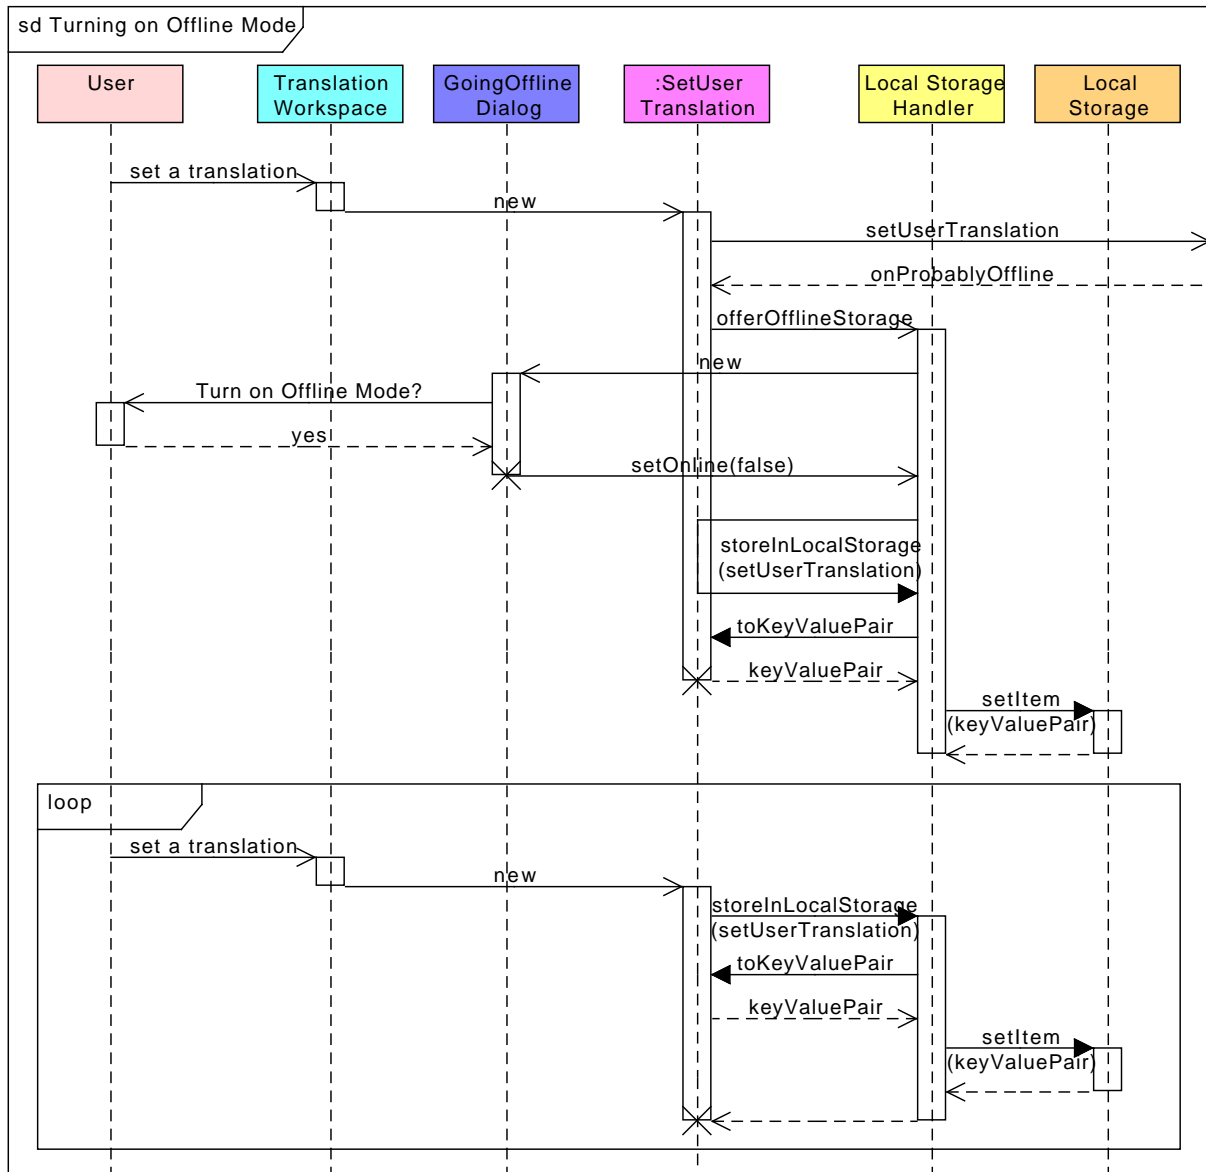 sd Turning on Offline Mode
User
Translation
Workspace
GoingOffline
Dialog
:SetUser
Translation
Local Storage
Handler
Local
Storage
set a translation
new
setUserTranslation
onProbablyOffline
offerOfflineStorage
new
Turn on Offline Mode?
yes
setOnline(false)
storeInLocalStorage
(setUserTranslation)
toKeyValuePair
keyValuePair
setItem
(keyValuePair)
loop
set a translation
new
storeInLocalStorage
(setUserTranslation)
toKeyValuePair
keyValuePair
setItem
(keyValuePair)